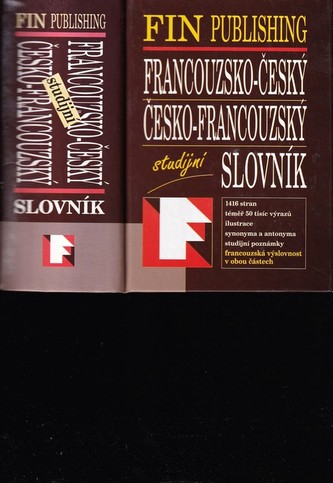 FIN PUBLISHING
FRANCOUZSKO-ČESKÝ
ČESKO-FRANCOUZSKÝ
studijní
SLOVNÍK
FIN PUBLISHING
FRANCOUZSKO-ČESKÝ
ČESKO-FRANCOUZSKÝ
studijní
SLOVNÍK
1416 stran
téměř 50 tisíc výrazů
ilustrace
synonyma a antonyma
studijní poznámky
francouzská výslovnost
v obou částech